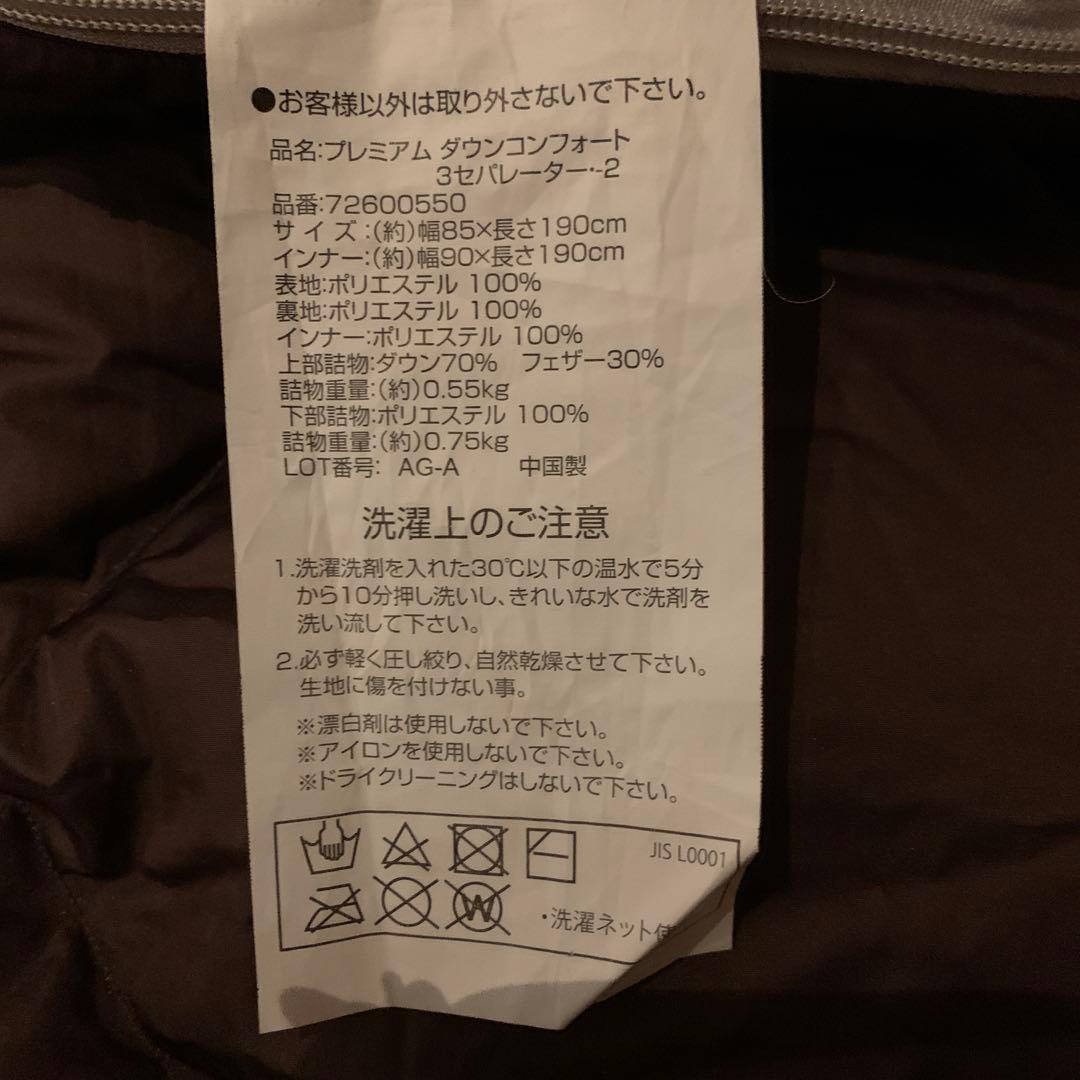 ●お客様以外は取り外さないで下さい。
品名:プレミアム ダウンコンフォート
3セパレーター・-2
品番:72600550
サイズ:(約)幅85×長さ190cm
インナー:(約)幅90×長さ190cm
表地:ポリエステル 100%
裏地:ポリエステル 100%
インナー:ポリエステル 100%
上部詰物:ダウン70% フェザー30%
詰物重量:(約)0.55kg
下部詰物:ポリエステル 100%
詰物重量:(約)0.75kg
LOT番号: AG-A 中国製
洗濯上のご注意
1.洗濯洗剤を入れた30℃以下の温水で5分
から10分押し洗いし、きれいな水で洗剤を
洗い流して下さい。
2.必ず軽く圧し絞り、自然乾燥させて下さい。
生地に傷を付けない事。
※漂白剤は使用しないで下さい。
※アイロンを使用しないで下さい。
※ドライクリーニングはしないで下さい。
JIS L0001
W
・洗濯ネット使